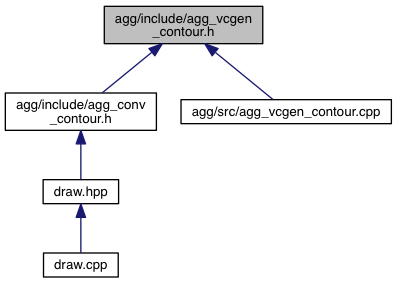 agg/include/agg_vcgen
_contour.h
agg/include/agg_conv
_contour.h
agg/src/agg_vcgen_contour.cpp
draw.hpp
draw.cpp